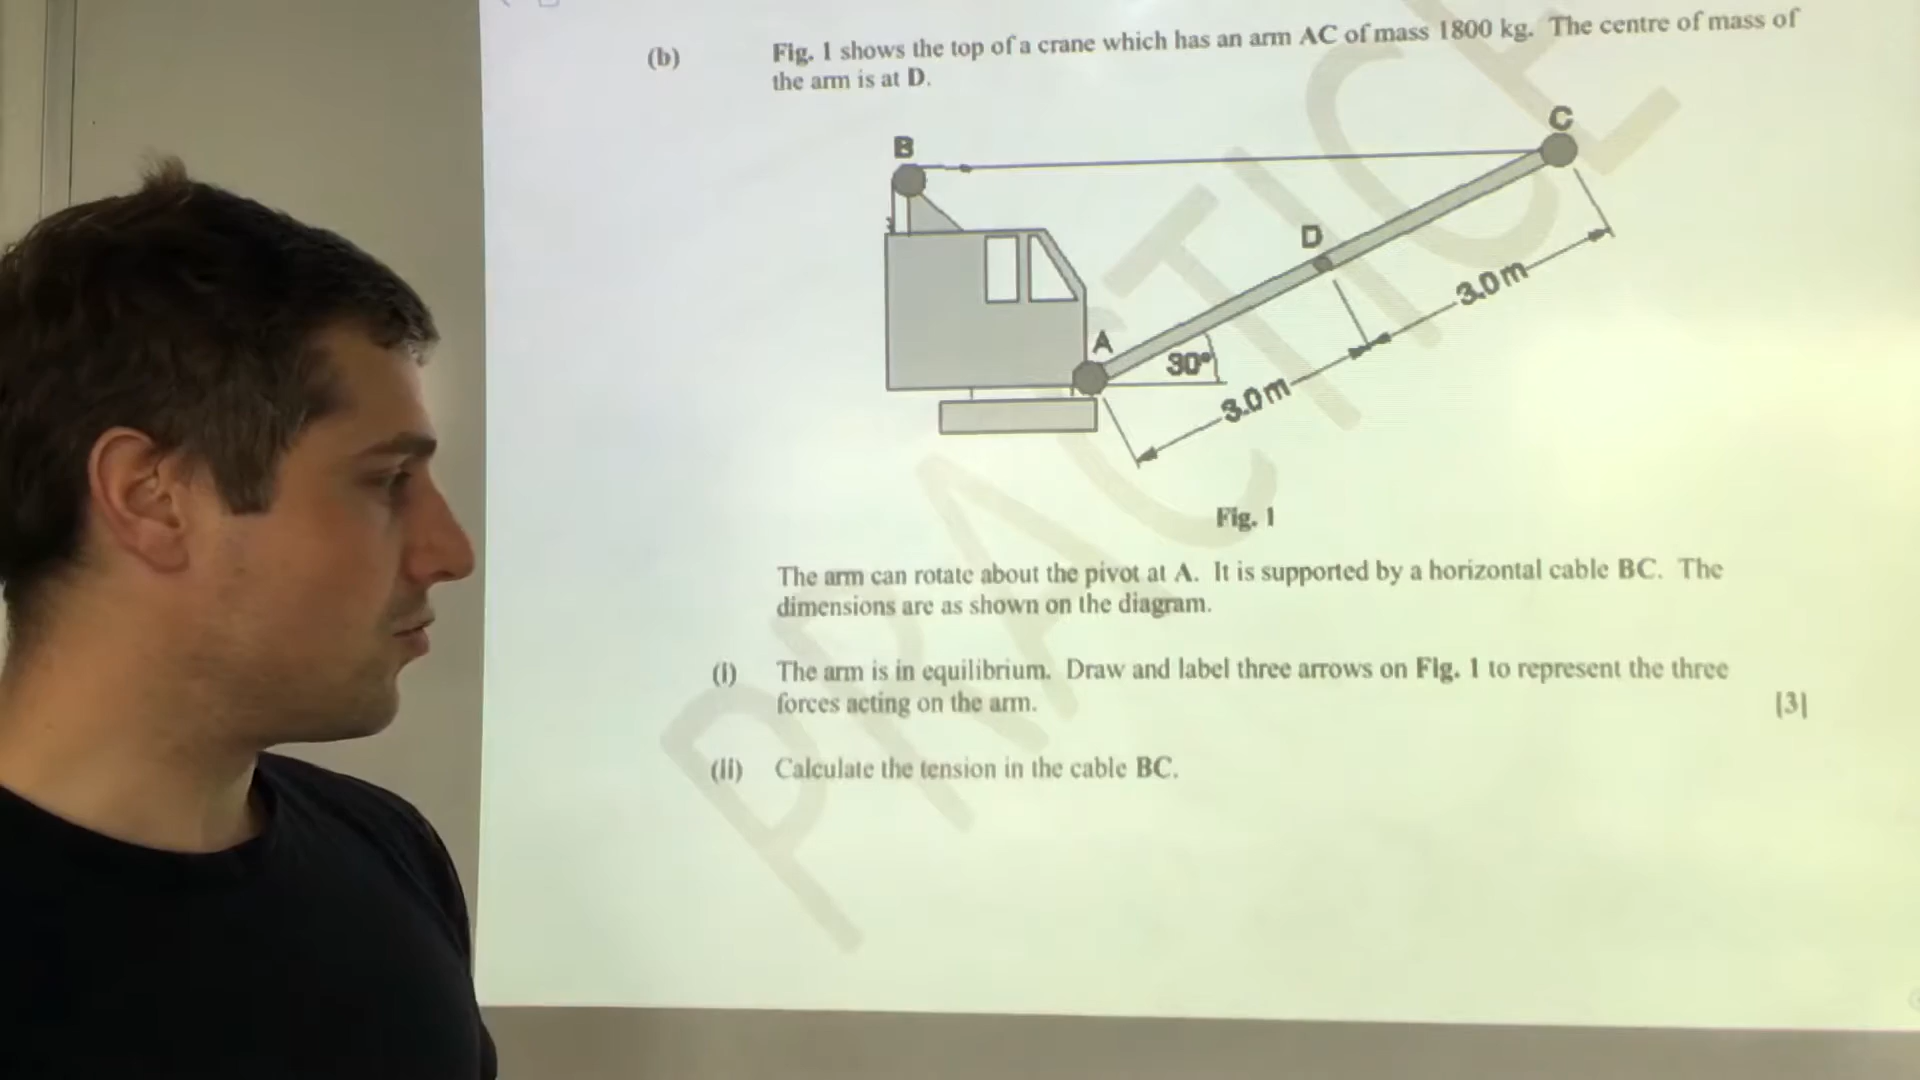 (b) Fig. 1 shows the top of a crane which has an arm AC of mass 1800 kg. The centre of mass of
the arm is at D.
C
B
D
3.0 m
A
30°
3.0 m
Fig. 1
The arm can rotate about the pivot at A. It is supported by a horizontal cable BC. The
dimensions are as shown on the diagram.
(i) The arm is in equilibrium. Draw and label three arrows on Fig. 1 to represent the three
forces acting on the arm. [3]
(ii) Calculate the tension in the cable BC.
PRACTICE